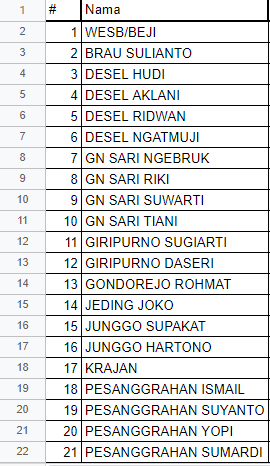 1 # Nama
2 1 WESB/BEJI
3 2 BRAU SULIANTO
4 3 DESEL HUDI
5 4 DESEL AKLANI
6 5 DESEL RIDWAN
7 6 DESEL NGATMUJI
8 7 GN SARI NGEBRUK
9 8 GN SARI RIKI
10 9 GN SARI SUWARTI
11 10 GN SARI TIANI
12 11 GIRIPURNO SUGIARTI
13 12 GIRIPURNO DASERI
14 13 GONDOREJO ROHMAT
15 14 JEDING JOKO
16 15 JUNGGO SUPAKAT
17 16 JUNGGO HARTONO
18 17 KRAJAN
19 18 PESANGGRAHAN ISMAIL
20 19 PESANGGRAHAN SUYANTO
21 20 PESANGGRAHAN YOPI
22 21 PESANGGRAHAN SUMARDI